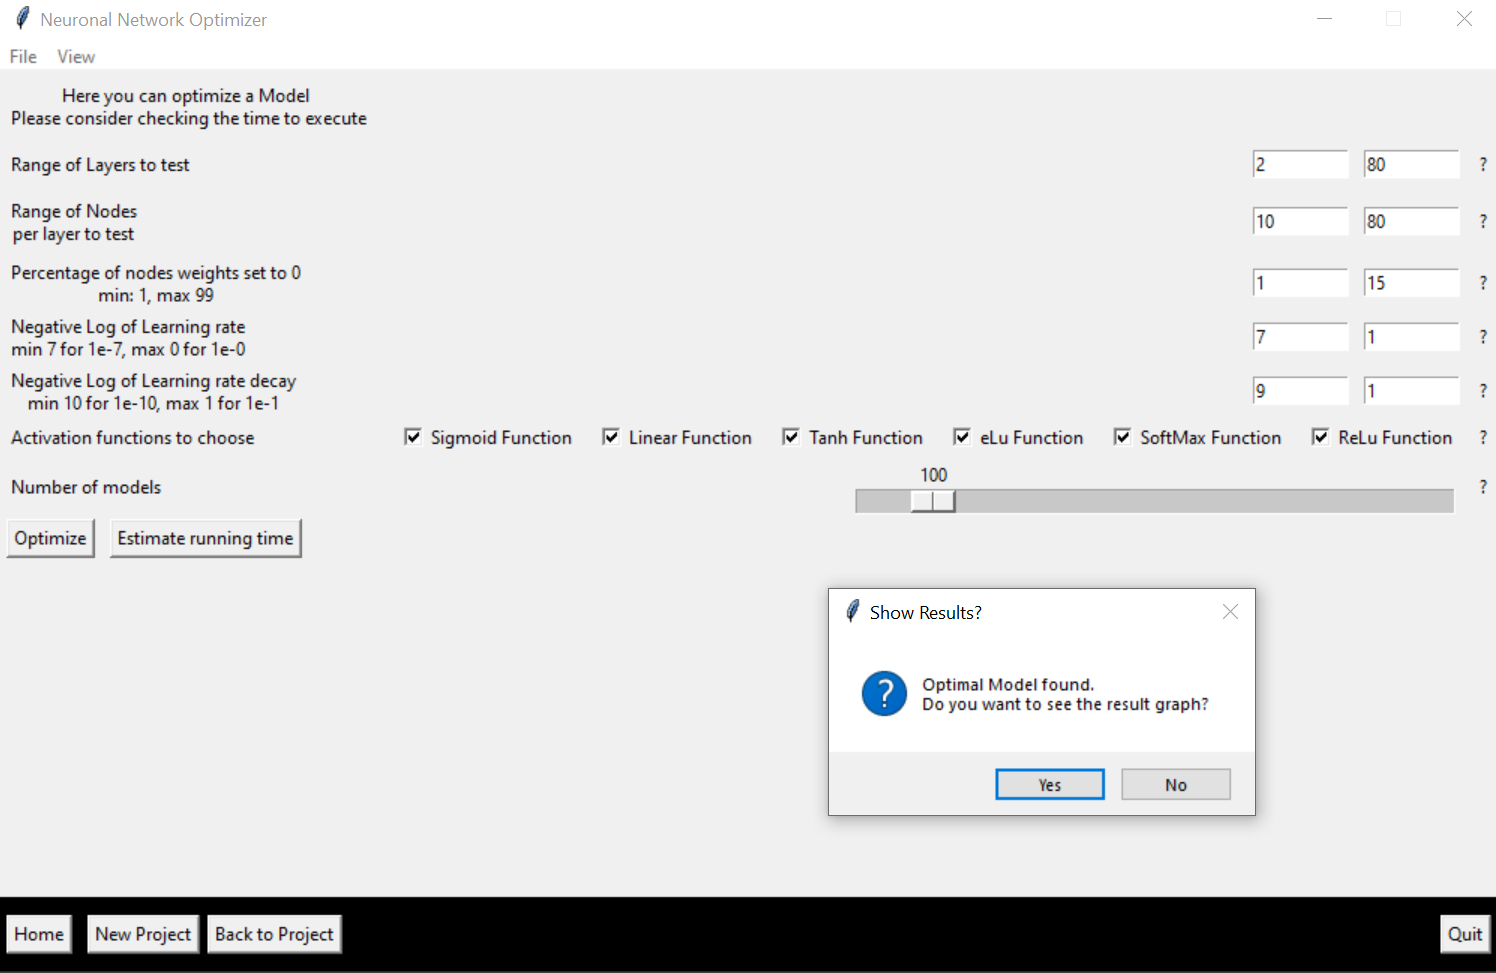 Neuronal Network Optimizer
File View
Here you can optimize a Model
Please consider checking the time to execute
Range of Layers to test 2 80 ?
Range of Nodes
per layer to test 10 80 ?
Percentage of nodes weights set to 0
min: 1, max 99 1 15 ?
Negative Log of Learning rate
min 7 for 1e-7, max 0 for 1e-0 7 1 ?
Negative Log of Learning rate decay
min 10 for 1e-10, max 1 for 1e-1 9 1 ?
Activation functions to choose Sigmoid Function Linear Function Tanh Function eLu Function SoftMax Function ReLu Function ?
100
Number of models ?
Optimize Estimate running time
Show Results?
?
Optimal Model found.
Do you want to see the result graph?
Yes No
Home New Project Back to Project Quit